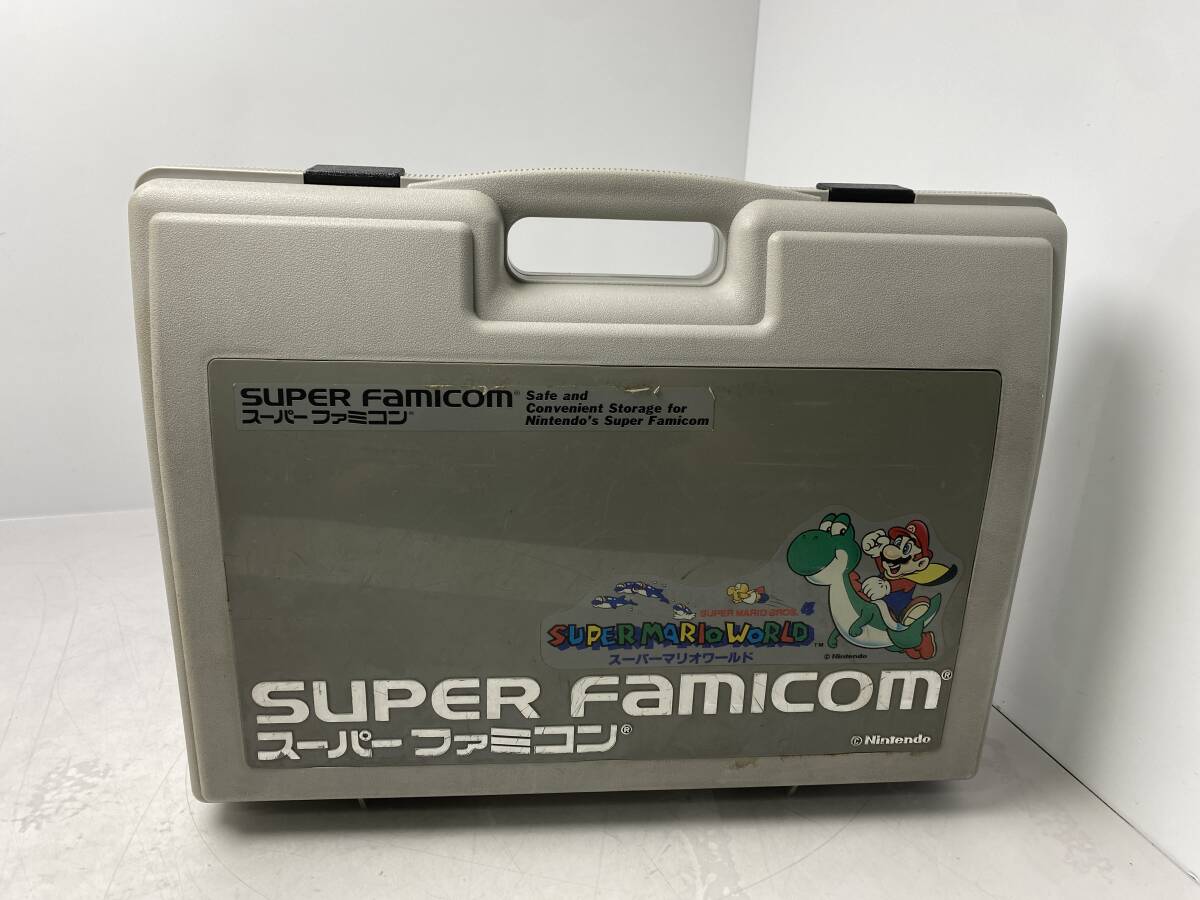 SUPER FAMICOM®
スーパーファミコン®
Safe and
Convenient Storage for
Nintendo's Super Famicom
SUPER MARIO BROS. 4
SUPER MARIO WORLD™
スーパーマリオワールド
© Nintendo
SUPER FAMICOM®
スーパーファミコン®
© Nintendo